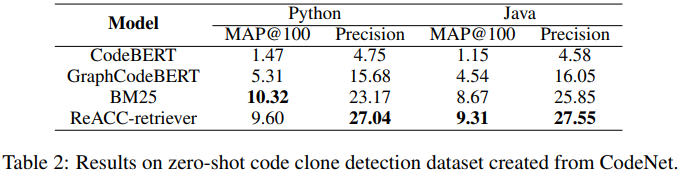 Model Python Java
MAP@100 Precision MAP@100 Precision
CodeBERT 1.47 4.75 1.15 4.58
GraphCodeBERT 5.31 15.68 4.54 16.05
BM25 10.32 23.17 8.67 25.85
ReACC-retriever 9.60 27.04 9.31 27.55
Table 2: Results on zero-shot code clone detection dataset created from CodeNet.